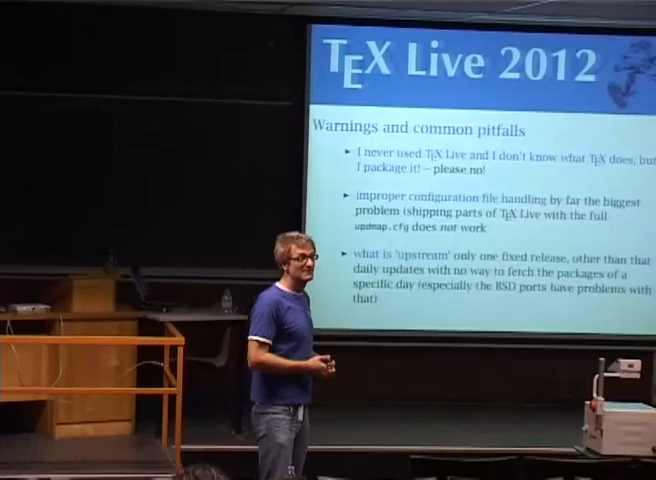 TEX Live 2012
Warnings and common pitfalls
I never used TEX Live and I don't know what TEX does, but
I package it! – please no!
improper configuration file handling by far the biggest
problem (shipping parts of TEX Live with the full
updmap.cfg does not work
what is 'upstream' only one fixed release, other than that
daily updates with no way to fetch the packages of a
specific day (especially the BSD ports have problems with
that)